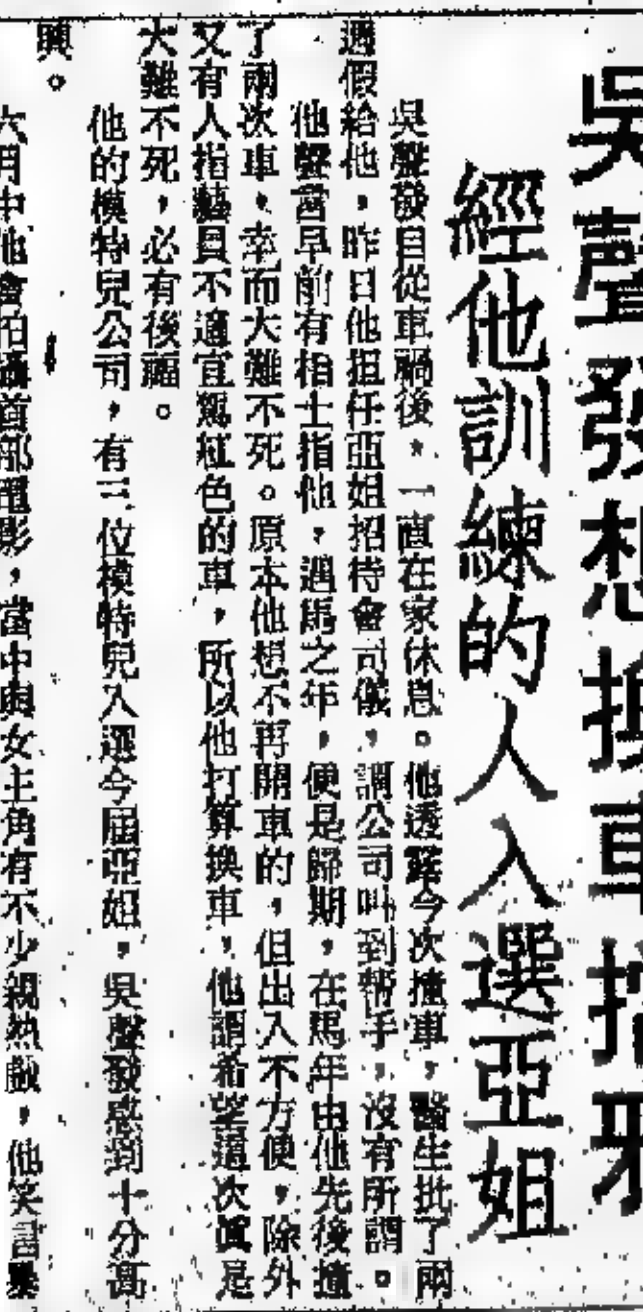 吳聲發想換車擋邪
經他訓練的人入選亞姐
吳聲發自從車禍後，一直在家休息。他透露今次撞車，醫生批了兩
週假給他，昨日他担任亞姐招待會司儀，謂公司叫到幫手，沒有所謂。
他聲言早前有相士指他，遇馬之年，便是歸期，在馬年由他先後撞
了兩次車，幸而大難不死。原本他想不再開車的，但出入不方便，除外
又有人指藝員不適宜駕紅色的車，所以他打算換車，他謂希望這次眞是
大難不死，必有後福。
他的模特兒公司，有三位模特兒入選今屆亞姐，吳聲發感到十分高
興。
六月中他會拍攝首部電影，當中與女主角有不少親熱戲，他笑言